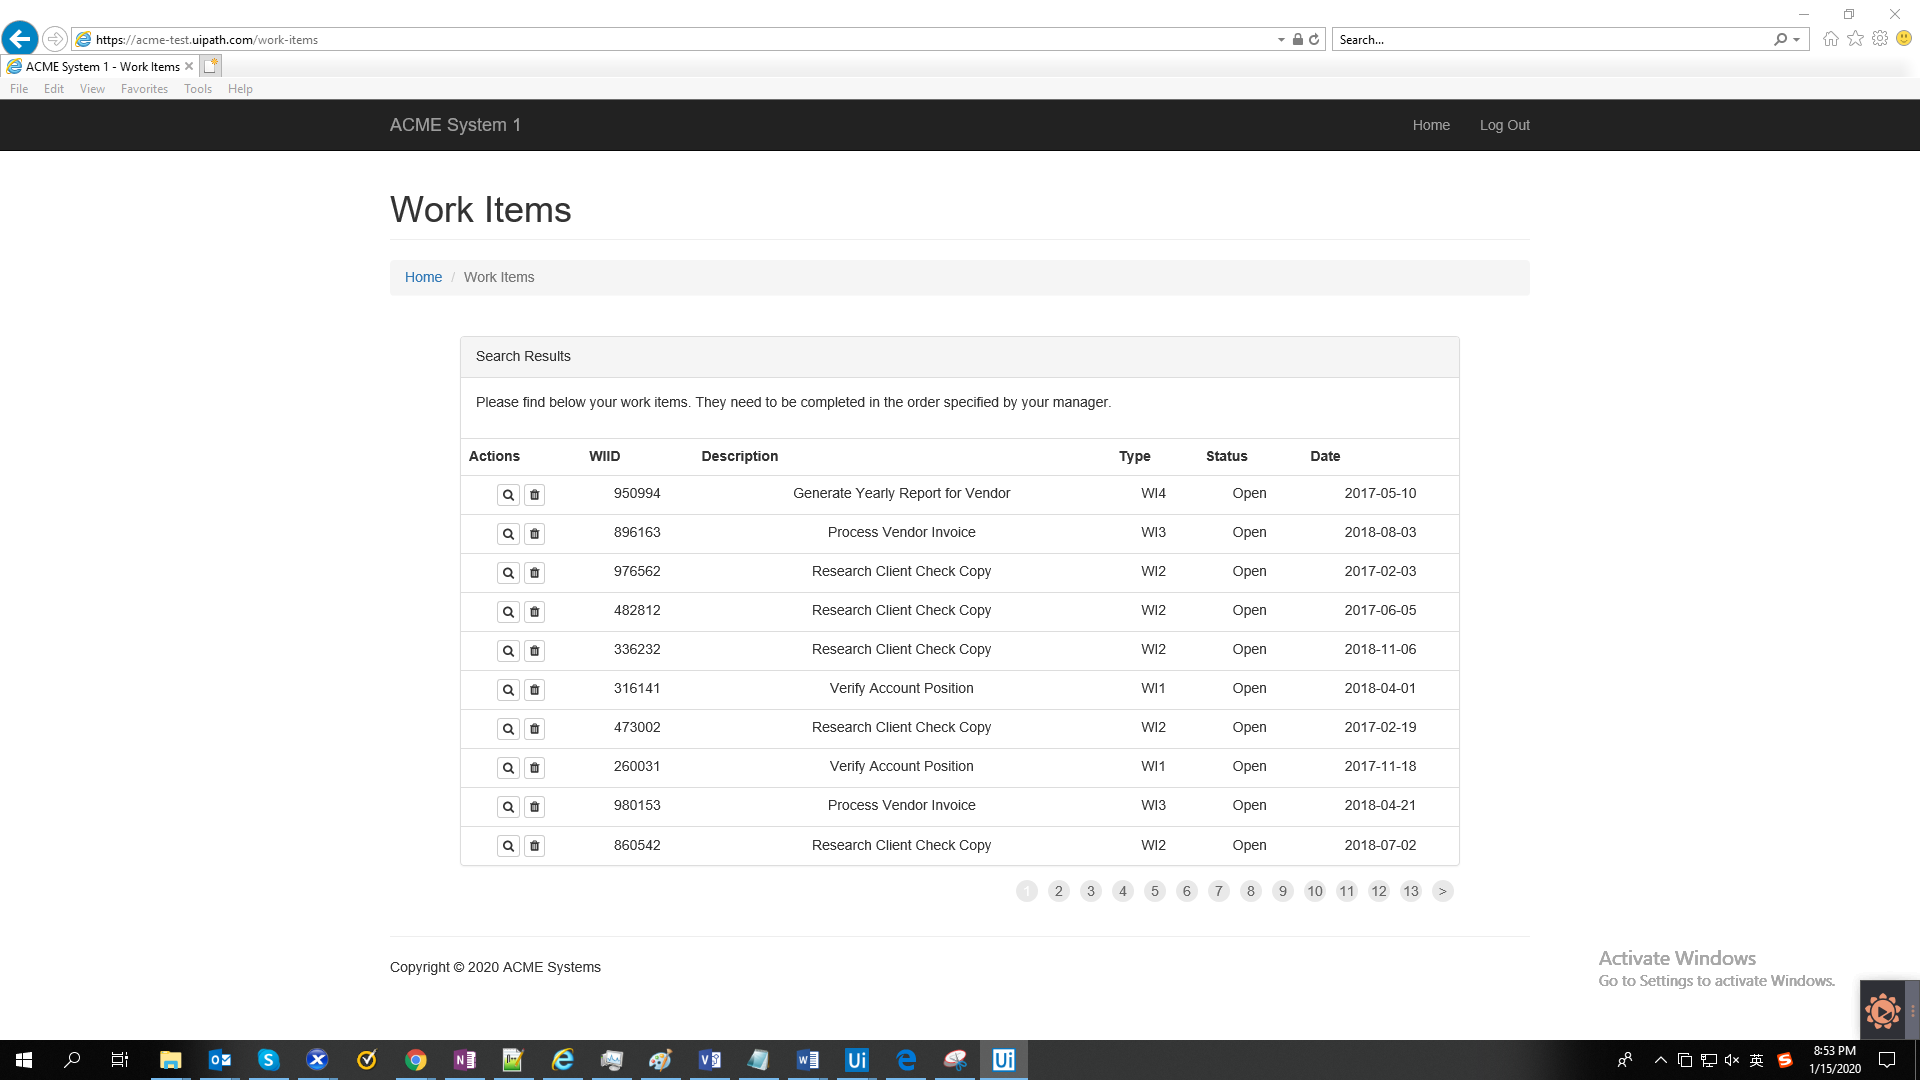 https://acme-test.uipath.com/work-items
Search...
ACME System 1 - Work Items
File Edit View Favorites Tools Help
ACME System 1 Home Log Out
Work Items
Home / Work Items
Search Results
Please find below your work items. They need to be completed in the order specified by your manager.
Actions WIID Description Type Status Date
950994 Generate Yearly Report for Vendor WI4 Open 2017-05-10
896163 Process Vendor Invoice WI3 Open 2018-08-03
976562 Research Client Check Copy WI2 Open 2017-02-03
482812 Research Client Check Copy WI2 Open 2017-06-05
336232 Research Client Check Copy WI2 Open 2018-11-06
316141 Verify Account Position WI1 Open 2018-04-01
473002 Research Client Check Copy WI2 Open 2017-02-19
260031 Verify Account Position WI1 Open 2017-11-18
980153 Process Vendor Invoice WI3 Open 2018-04-21
860542 Research Client Check Copy WI2 Open 2018-07-02
1 2 3 4 5 6 7 8 9 10 11 12 13 >
Copyright © 2020 ACME Systems
Activate Windows
Go to Settings to activate Windows.
Ui Ui
英
8:53 PM
1/15/2020